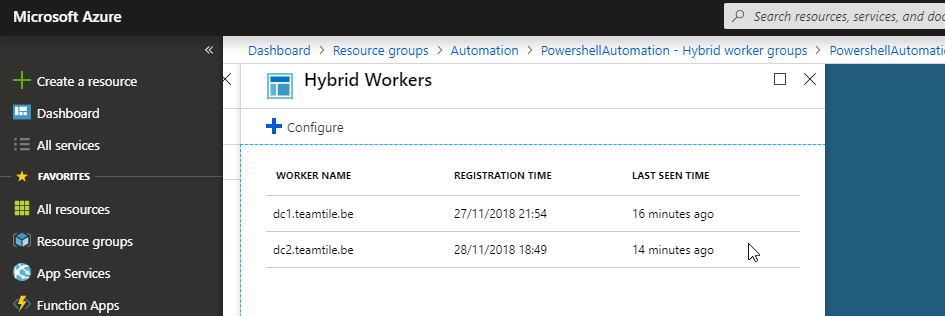 Microsoft Azure
Search resources, services, and doc
«
Dashboard > Resource groups > Automation > PowershellAutomation - Hybrid worker groups > PowershellAutomati
Create a resource
Dashboard
All services
FAVORITES
All resources
Resource groups
App Services
Function Apps
Hybrid Workers
Configure
WORKER NAME REGISTRATION TIME LAST SEEN TIME
dc1.teamtile.be 27/11/2018 21:54 16 minutes ago
dc2.teamtile.be 28/11/2018 18:49 14 minutes ago